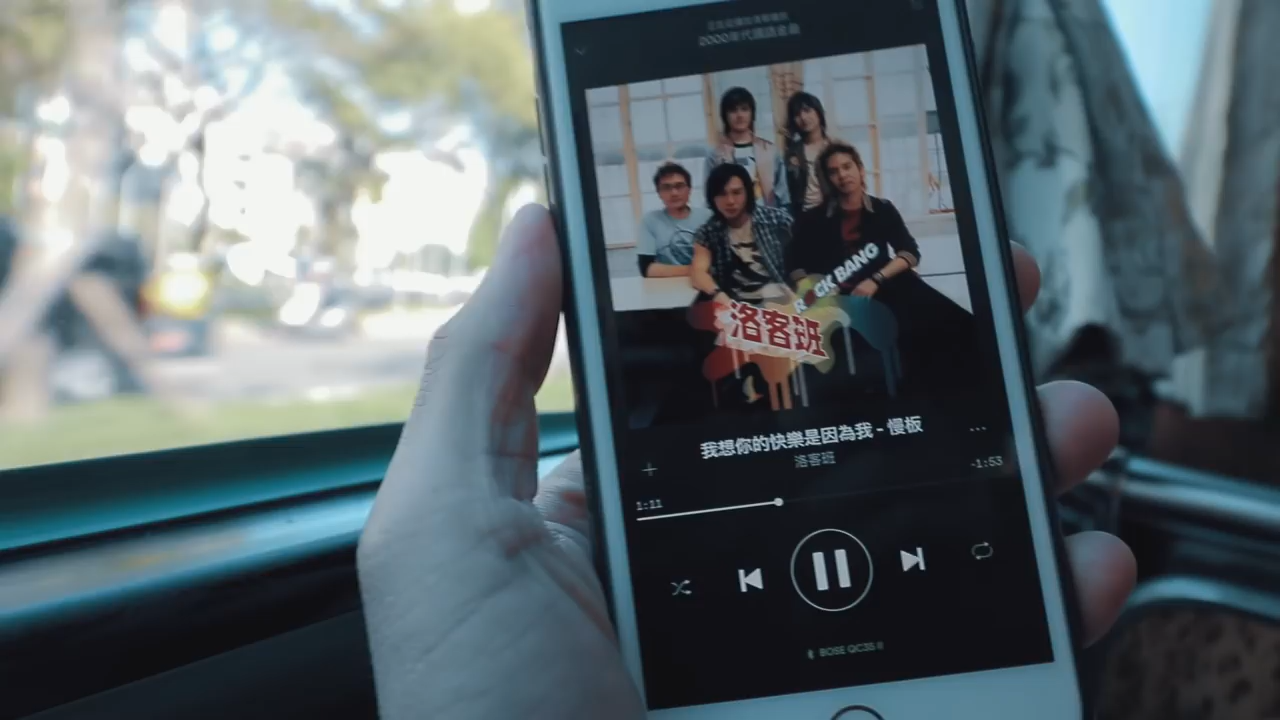 2000年代國語金曲
ROCK BANG
洛客班
我想你的快樂是因為我 - 慢板
洛客班
1:11
-1:53
BOSE QC35 II